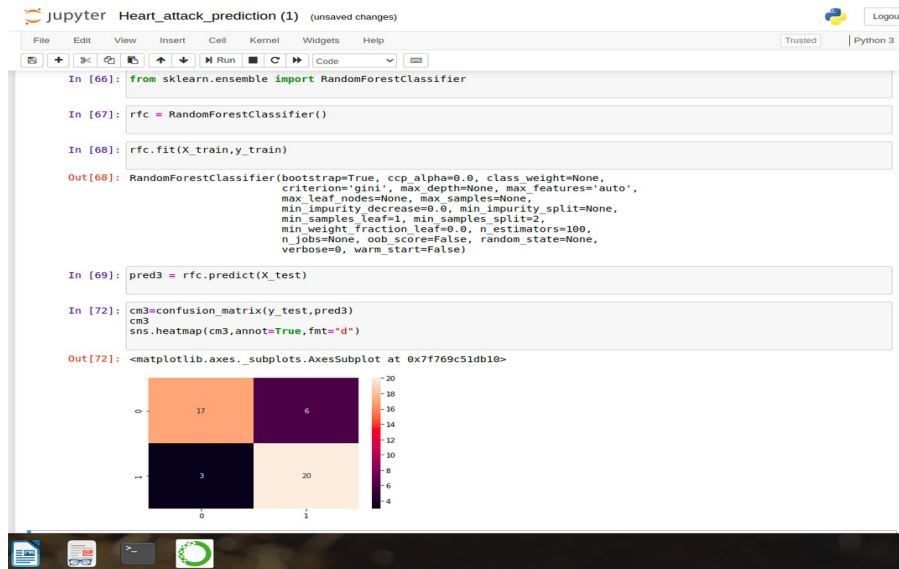 Jupyter Heart_attack_prediction (1) (unsaved changes)
Logou
File Edit View Insert Cell Kernel Widgets Help
Trusted Python 3
Run Code
In [66]: from sklearn.ensemble import RandomForestClassifier
In [67]: rfc = RandomForestClassifier()
In [68]: rfc.fit(X_train,y_train)
Out[68]: RandomForestClassifier(bootstrap=True, ccp_alpha=0.0, class_weight=None,
criterion='gini', max_depth=None, max_features='auto',
max_leaf_nodes=None, max_samples=None,
min_impurity_decrease=0.0, min_impurity_split=None,
min_samples_leaf=1, min_samples_split=2,
min_weight_fraction_leaf=0.0, n_estimators=100,
n_jobs=None, oob_score=False, random_state=None,
verbose=0, warm_start=False)
In [69]: pred3 = rfc.predict(X_test)
In [72]: cm3=confusion_matrix(y_test,pred3)
cm3
sns.heatmap(cm3,annot=True,fmt="d")
Out[72]: <matplotlib.axes._subplots.AxesSubplot at 0x7f769c51db10>
0 17 6
1 3 20
0 1
20
18
16
14
12
10
8
6
4
>_